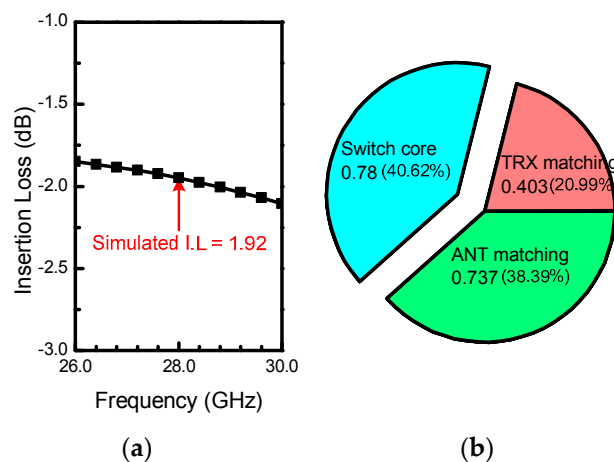 -1.0
-1.5
-2.0
-2.5
-3.0
Insertion Loss (dB)
Simulated I.L = 1.92
26.0 28.0 30.0
Frequency (GHz)
(a)
Switch core
0.78 (40.62%)
TRX matching
0.403 (20.99%)
ANT matching
0.737 (38.39%)
(b)